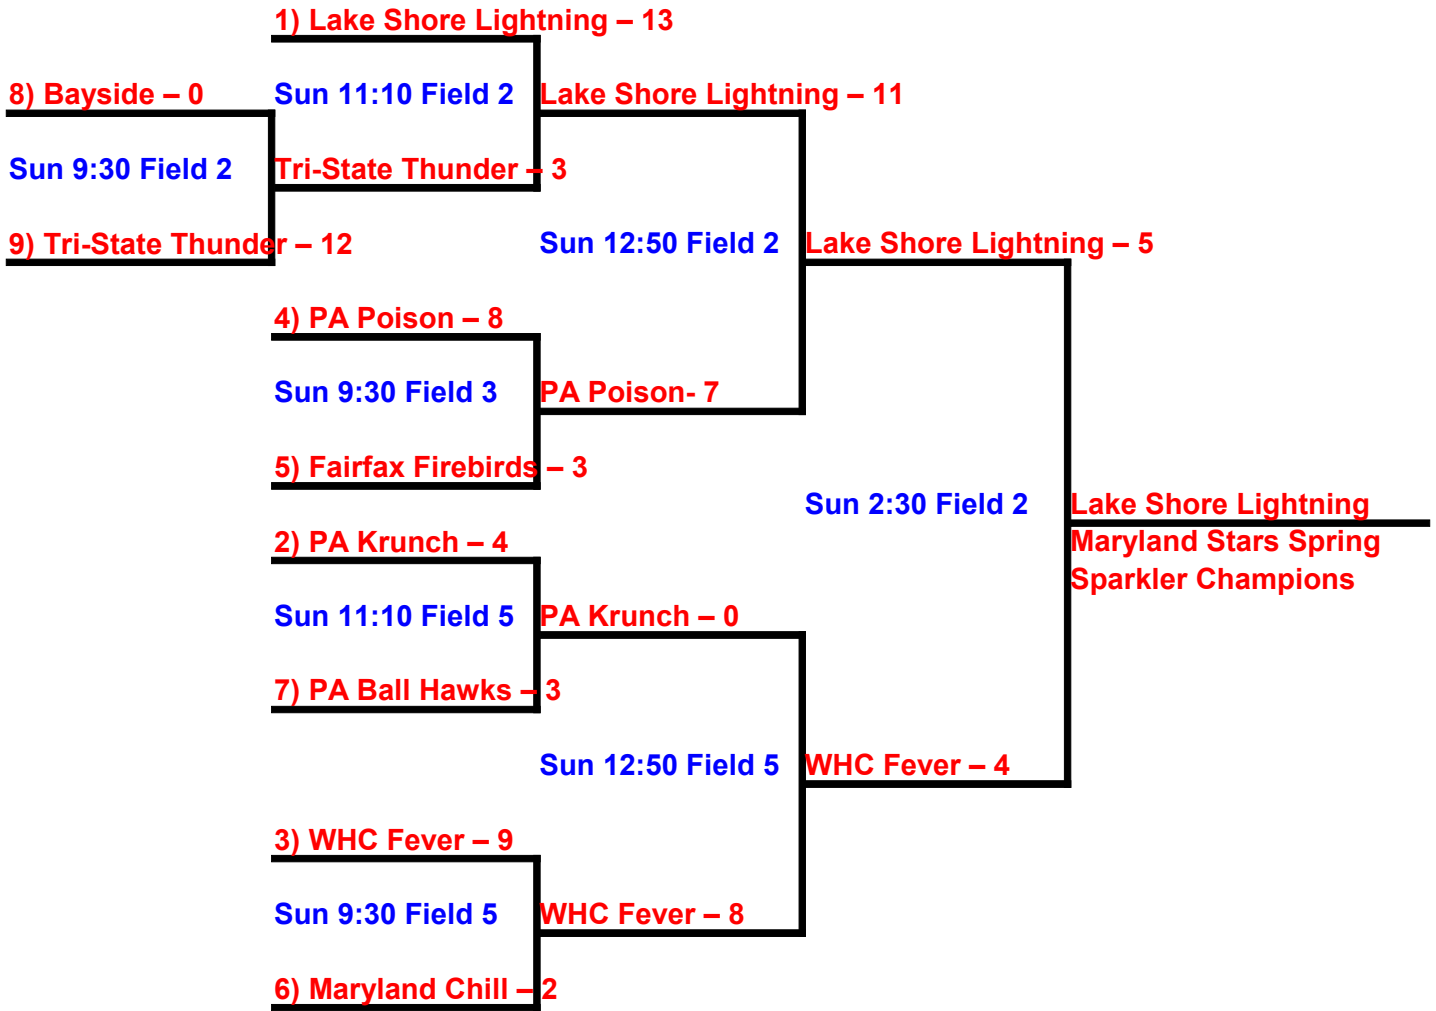 1) Lake Shore Lightning – 13
8) Bayside – 0
Sun 11:10 Field 2
Lake Shore Lightning – 11
Sun 9:30 Field 2
Tri-State Thunder – 3
9) Tri-State Thunder – 12
Sun 12:50 Field 2
Lake Shore Lightning – 5
4) PA Poison – 8
Sun 9:30 Field 3
PA Poison- 7
5) Fairfax Firebirds – 3
Sun 2:30 Field 2
Lake Shore Lightning
Maryland Stars Spring
Sparkler Champions
2) PA Krunch – 4
Sun 11:10 Field 5
PA Krunch – 0
7) PA Ball Hawks – 3
Sun 12:50 Field 5
WHC Fever – 4
3) WHC Fever – 9
Sun 9:30 Field 5
WHC Fever – 8
6) Maryland Chill – 2